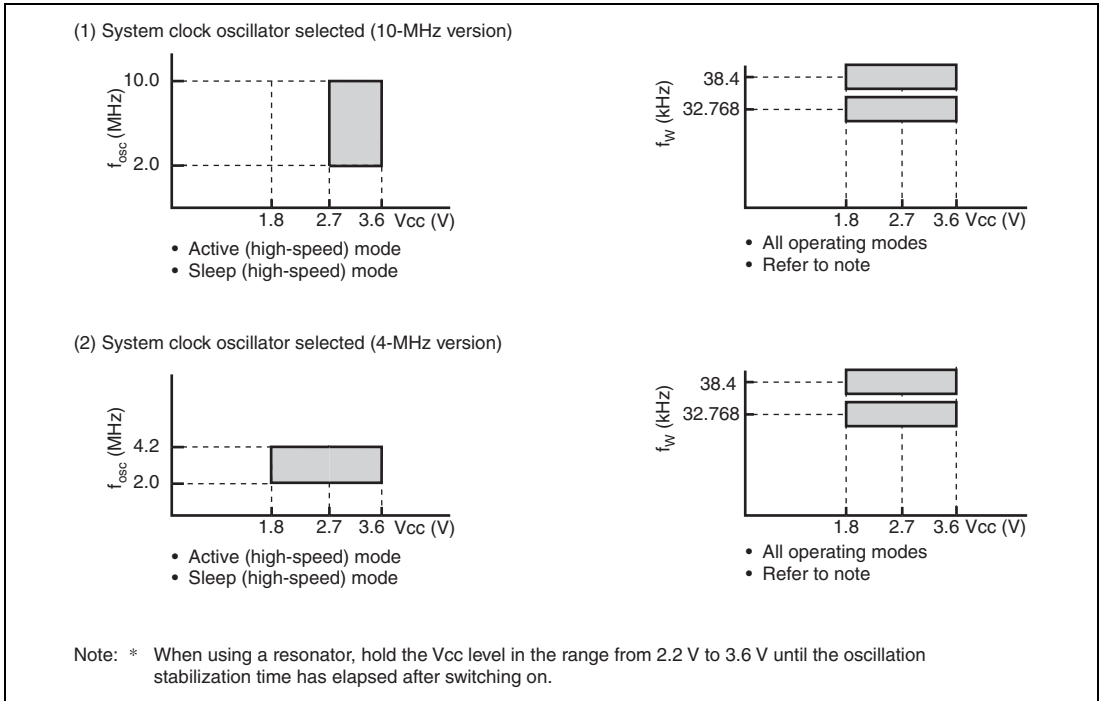 (1) System clock oscillator selected (10-MHz version)
10.0
2.0
fosc (MHz)
1.8 2.7 3.6 Vcc (V)
• Active (high-speed) mode
• Sleep (high-speed) mode
38.4
32.768
fW (kHz)
1.8 2.7 3.6 Vcc (V)
• All operating modes
• Refer to note
(2) System clock oscillator selected (4-MHz version)
4.2
2.0
fosc (MHz)
1.8 2.7 3.6 Vcc (V)
• Active (high-speed) mode
• Sleep (high-speed) mode
38.4
32.768
fW (kHz)
1.8 2.7 3.6 Vcc (V)
• All operating modes
• Refer to note
Note: * When using a resonator, hold the Vcc level in the range from 2.2 V to 3.6 V until the oscillation
stabilization time has elapsed after switching on.